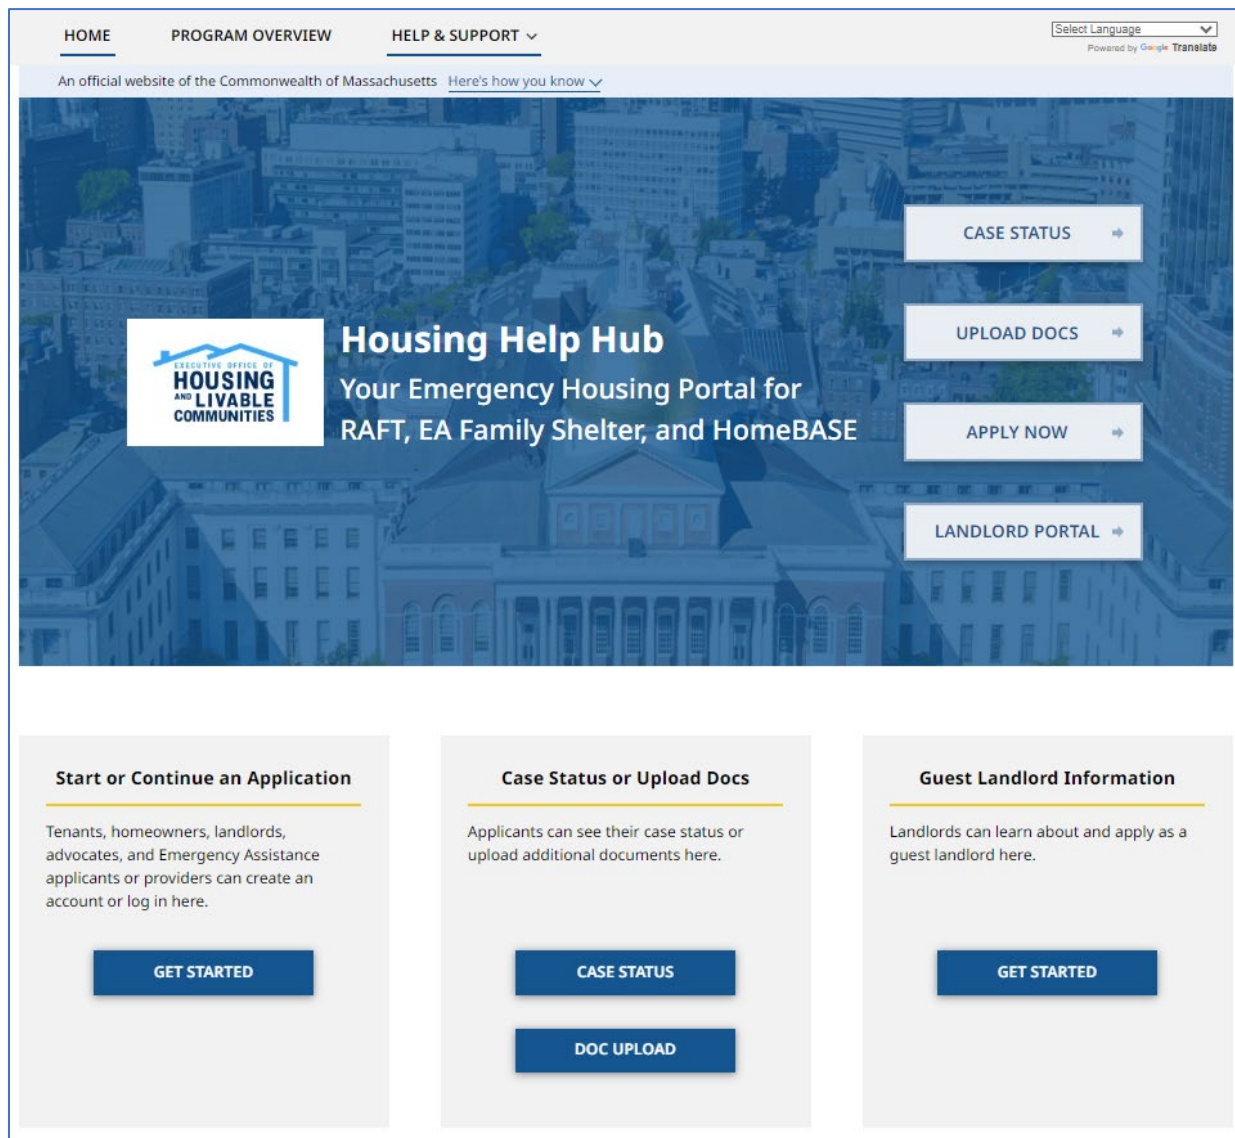 HOME PROGRAM OVERVIEW HELP & SUPPORT
Select Language
Powered by Google Translate
An official website of the Commonwealth of Massachusetts Here's how you know
CASE STATUS
UPLOAD DOCS
APPLY NOW
LANDLORD PORTAL
EXECUTIVE OFFICE OF
HOUSING
AND LIVABLE
COMMUNITIES
Housing Help Hub
Your Emergency Housing Portal for
RAFT, EA Family Shelter, and HomeBASE
Start or Continue an Application
Tenants, homeowners, landlords,
advocates, and Emergency Assistance
applicants or providers can create an
account or log in here.
GET STARTED
Case Status or Upload Docs
Applicants can see their case status or
upload additional documents here.
CASE STATUS
DOC UPLOAD
Guest Landlord Information
Landlords can learn about and apply as a
guest landlord here.
GET STARTED